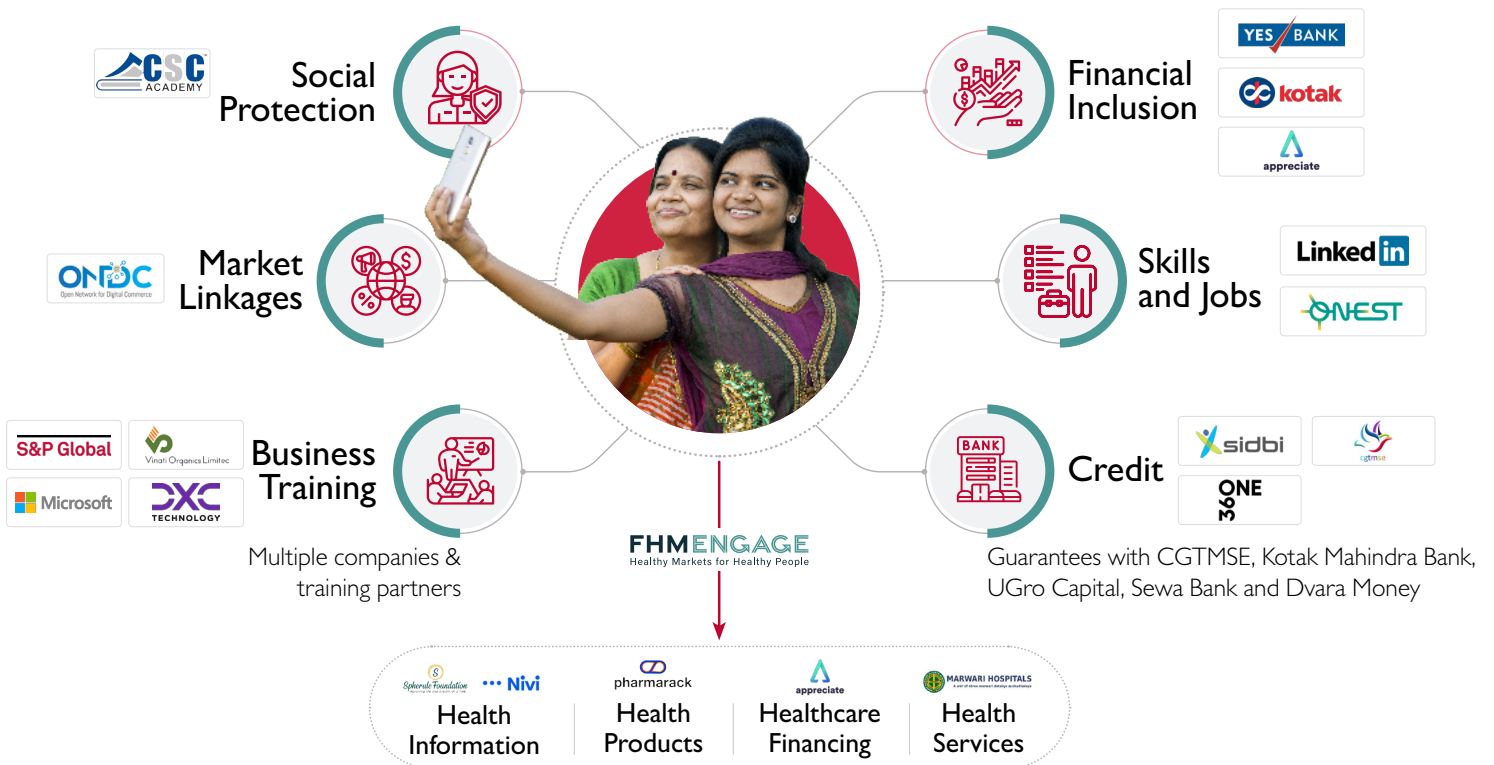 CSC
ACADEMY
Social
Protection
Financial
Inclusion
YES BANK
kotak
appreciate
ONDC
Open Network for Digital Commerce
Market
Linkages
Skills
and Jobs
Linked in
ONEST
S&P Global
Vinati Organics Limited
Microsoft
DXC
TECHNOLOGY
Business
Training
Multiple companies &
training partners
BANK
Credit
sidbi
cgtmse
360NE
Guarantees with CGTMSE, Kotak Mahindra Bank,
UGro Capital, Sewa Bank and Dvara Money
FHMENGAGE
Healthy Markets for Healthy People
S
Spherule Foundation
Nivi
Health
Information
pharmarack
Health
Products
appreciate
Healthcare
Financing
MARWARI HOSPITALS
Health
Services